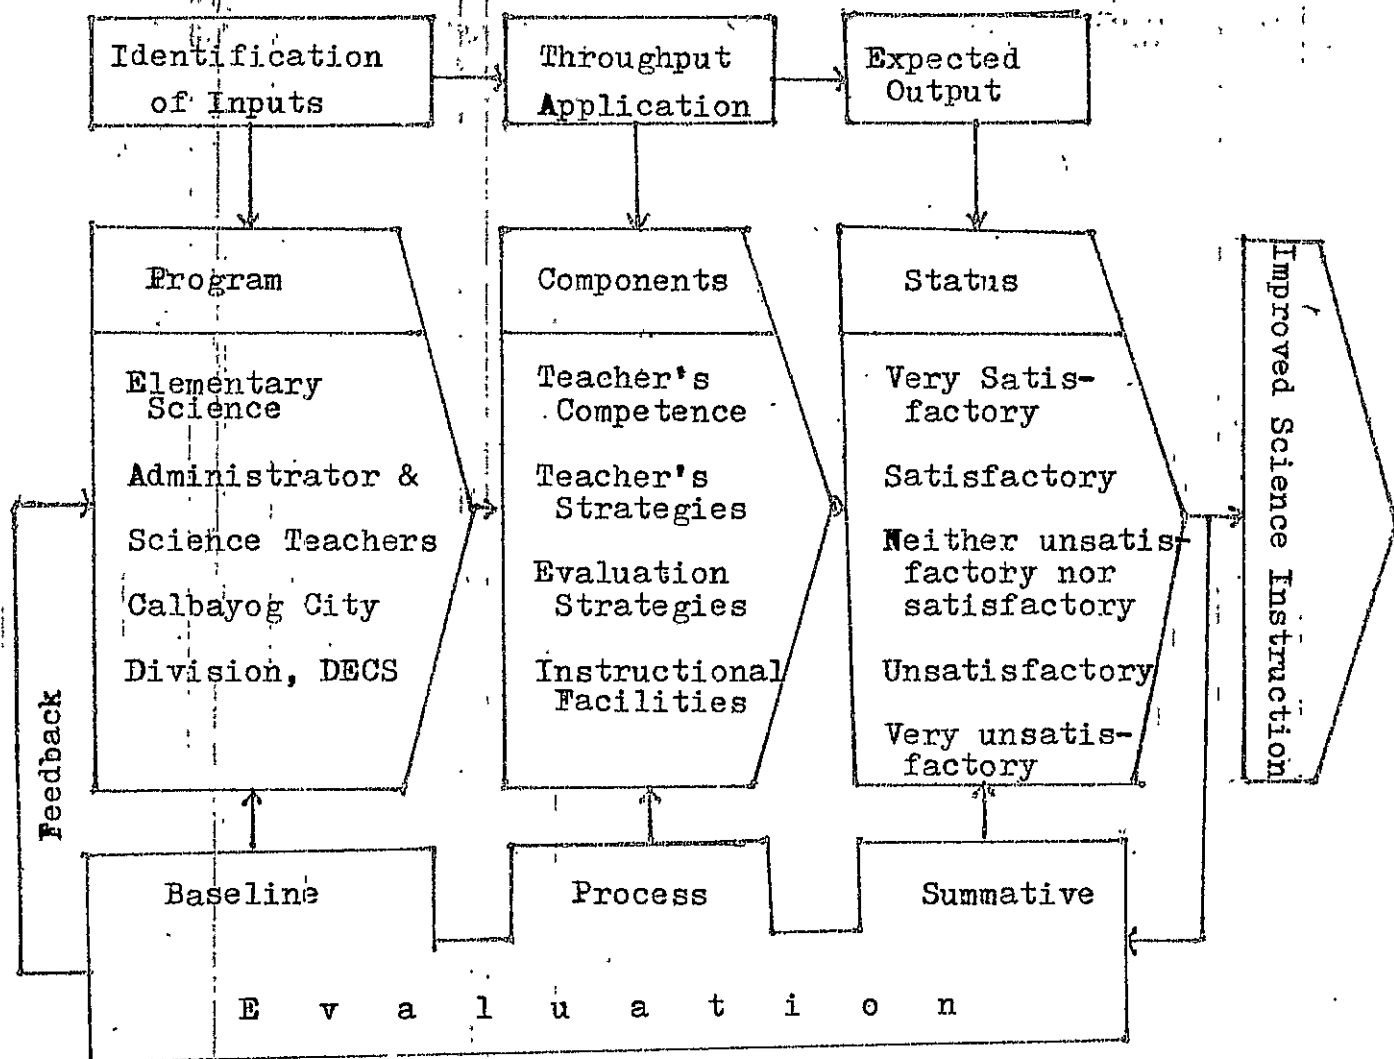 Identification
of Inputs
Throughput
Application
Expected
Output
Program
Elementary
Science
Administrator &
Science Teachers
Calbayog City
Division, DECS
Components
Teacher's
Competence
Teacher's
Strategies
Evaluation
Strategies
Instructional
Facilities
Status
Very Satis-
factory
Satisfactory
Neither unsatis-
factory nor
satisfactory
Unsatisfactory
Very unsatis-
factory
Improved Science Instruction
Feedback
Baseline
Process
Summative
Evaluation